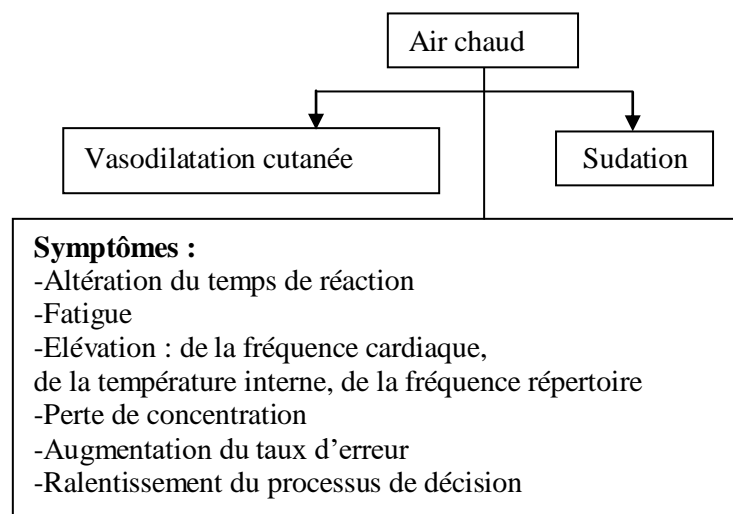 Air chaud
Vasodilatation cutanée
Sudation
Symptômes :
-Altération du temps de réaction
-Fatigue
-Elévation : de la fréquence cardiaque,
de la température interne, de la fréquence répertoire
-Perte de concentration
-Augmentation du taux d’erreur
-Ralentissement du processus de décision